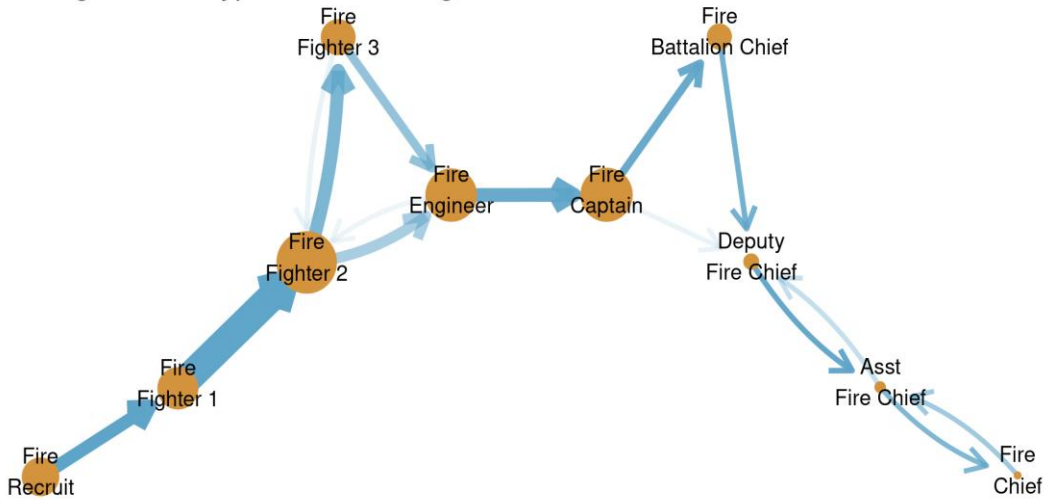 Fire
Fighter 3
Fire
Battalion Chief
Fire
Engineer
Fire
Captain
Fire
Fighter 2
Deputy
Fire Chief
Fire
Fighter 1
Asst
Fire Chief
Fire
Recruit
Fire
Chief